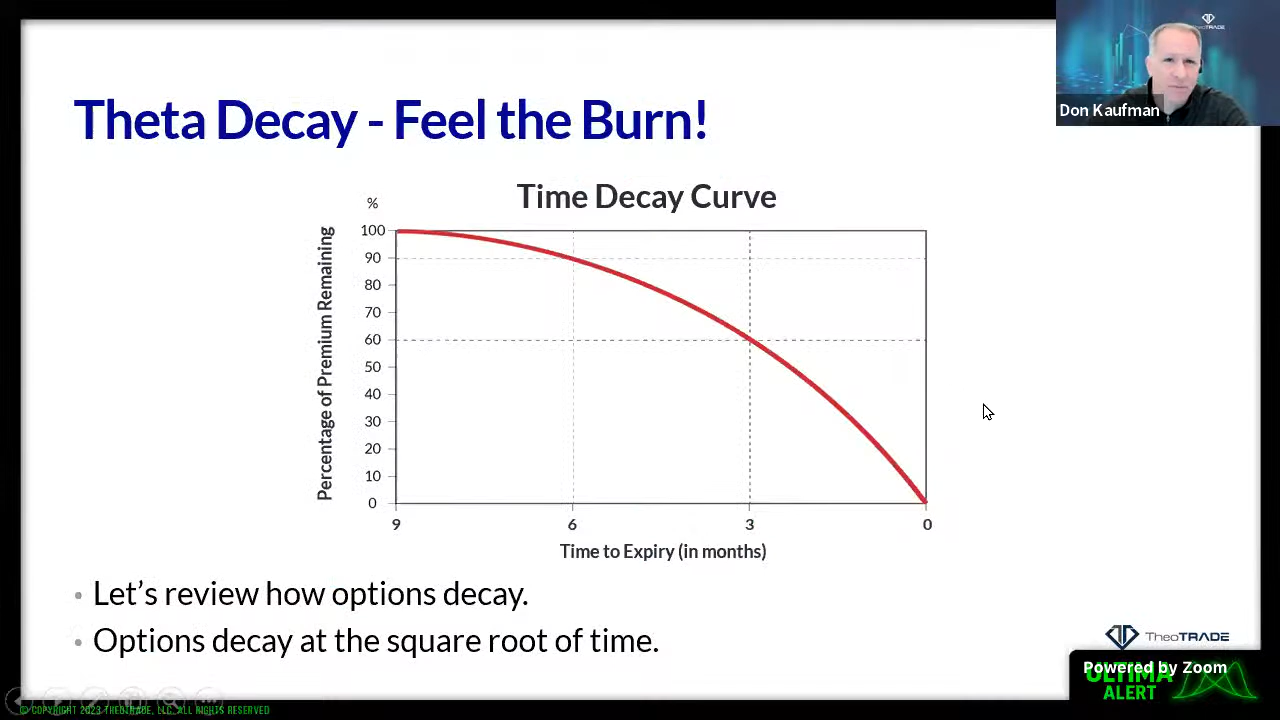 TheoTRADE
Don Kaufman
Theta Decay - Feel the Burn!
Time Decay Curve
%
Percentage of Premium Remaining
100
90
80
70
60
50
40
30
20
10
0
9
6
3
0
Time to Expiry (in months)
• Let’s review how options decay.
• Options decay at the square root of time.
TheoTRADE
Powered by Zoom
ULTIMA
ALERT
© COPYRIGHT 2023 THEOTRADE, LLC. ALL RIGHTS RESERVED